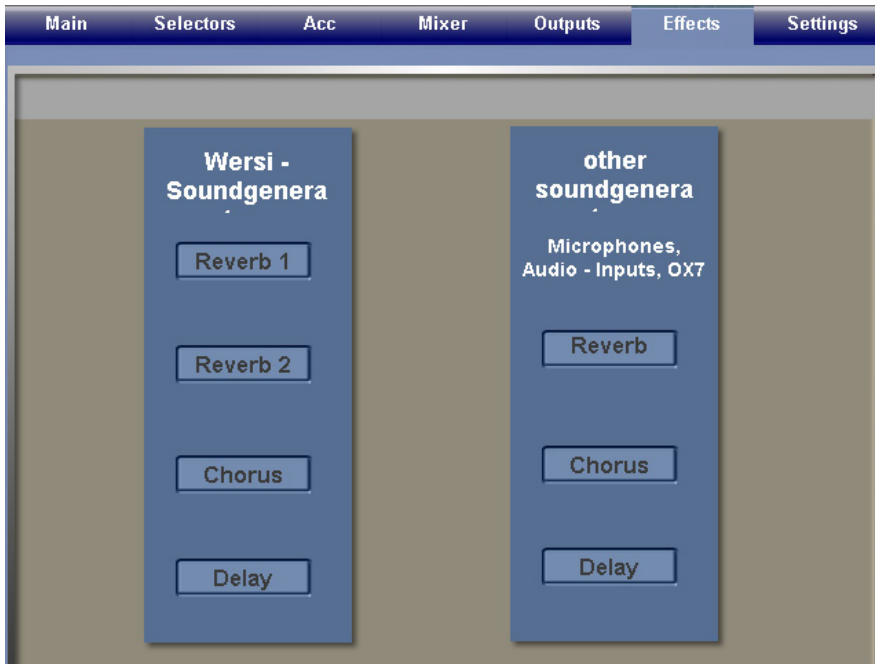 Main Selectors Acc Mixer Outputs Effects Settings
Wersi -
Soundgenera
Reverb 1
Reverb 2
Chorus
Delay
other
soundgenera
Microphones,
Audio - Inputs, OX7
Reverb
Chorus
Delay